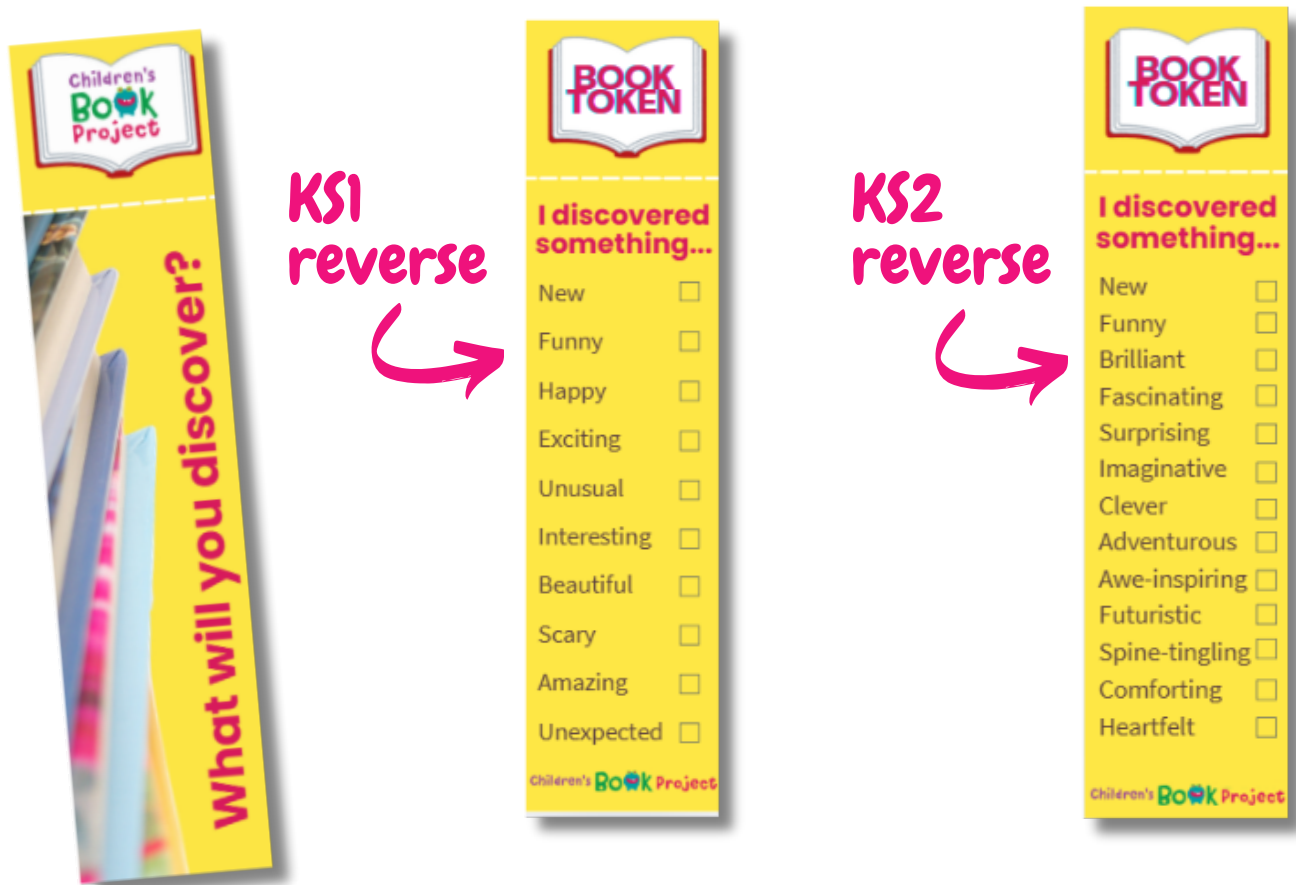 Children's
BOOK
Project
What will you discover?
KS1
reverse
BOOK
TOKEN
I discovered
something...
New
Funny
Happy
Exciting
Unusual
Interesting
Beautiful
Scary
Amazing
Unexpected
Children's BOOK Project
KS2
reverse
BOOK
TOKEN
I discovered
something...
New
Funny
Brilliant
Fascinating
Surprising
Imaginative
Clever
Adventurous
Awe-inspiring
Futuristic
Spine-tingling
Comforting
Heartfelt
Children's BOOK Project